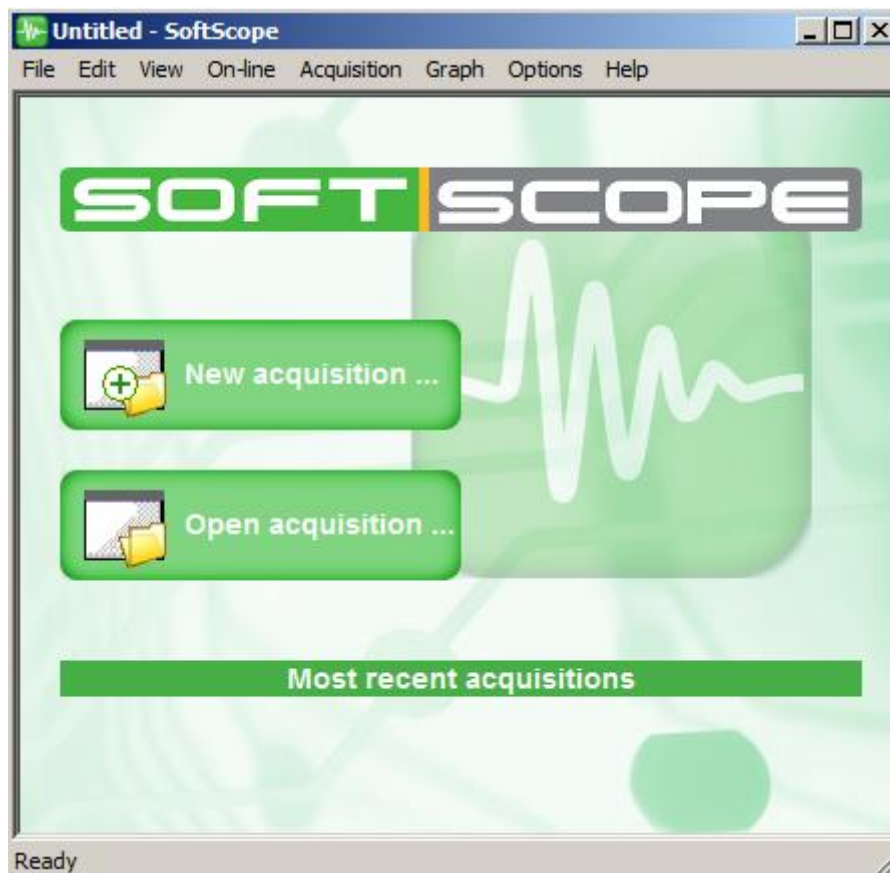 Untitled - SoftScope
File Edit View On-line Acquisition Graph Options Help
SOFT SCOPE
New acquisition ...
Open acquisition ...
Most recent acquisitions
Ready